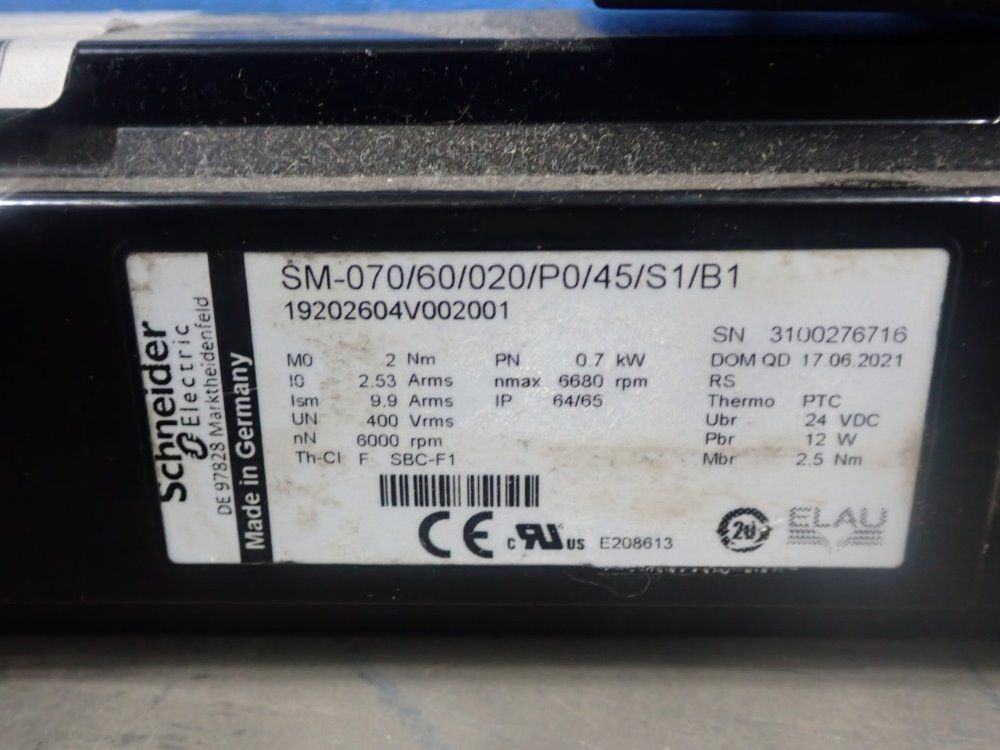 Schneider
Electric
DE 97828 Marktheidenfeld
Made in Germany
SM-070/60/020/P0/45/S1/B1
19202604V002001
SN 3100276716
M0 2 Nm PN 0.7 kW DOM QD 17.06.2021
I0 2.53 Arms nmax 6680 rpm RS
Ism 9.9 Arms IP 64/65 Thermo PTC
UN 400 Vrms Ubr 24 VDC
nN 6000 rpm Pbr 12 W
Th-Cl F SBC-F1 Mbr 2.5 Nm
CE c RU US E208613 20 ELAU